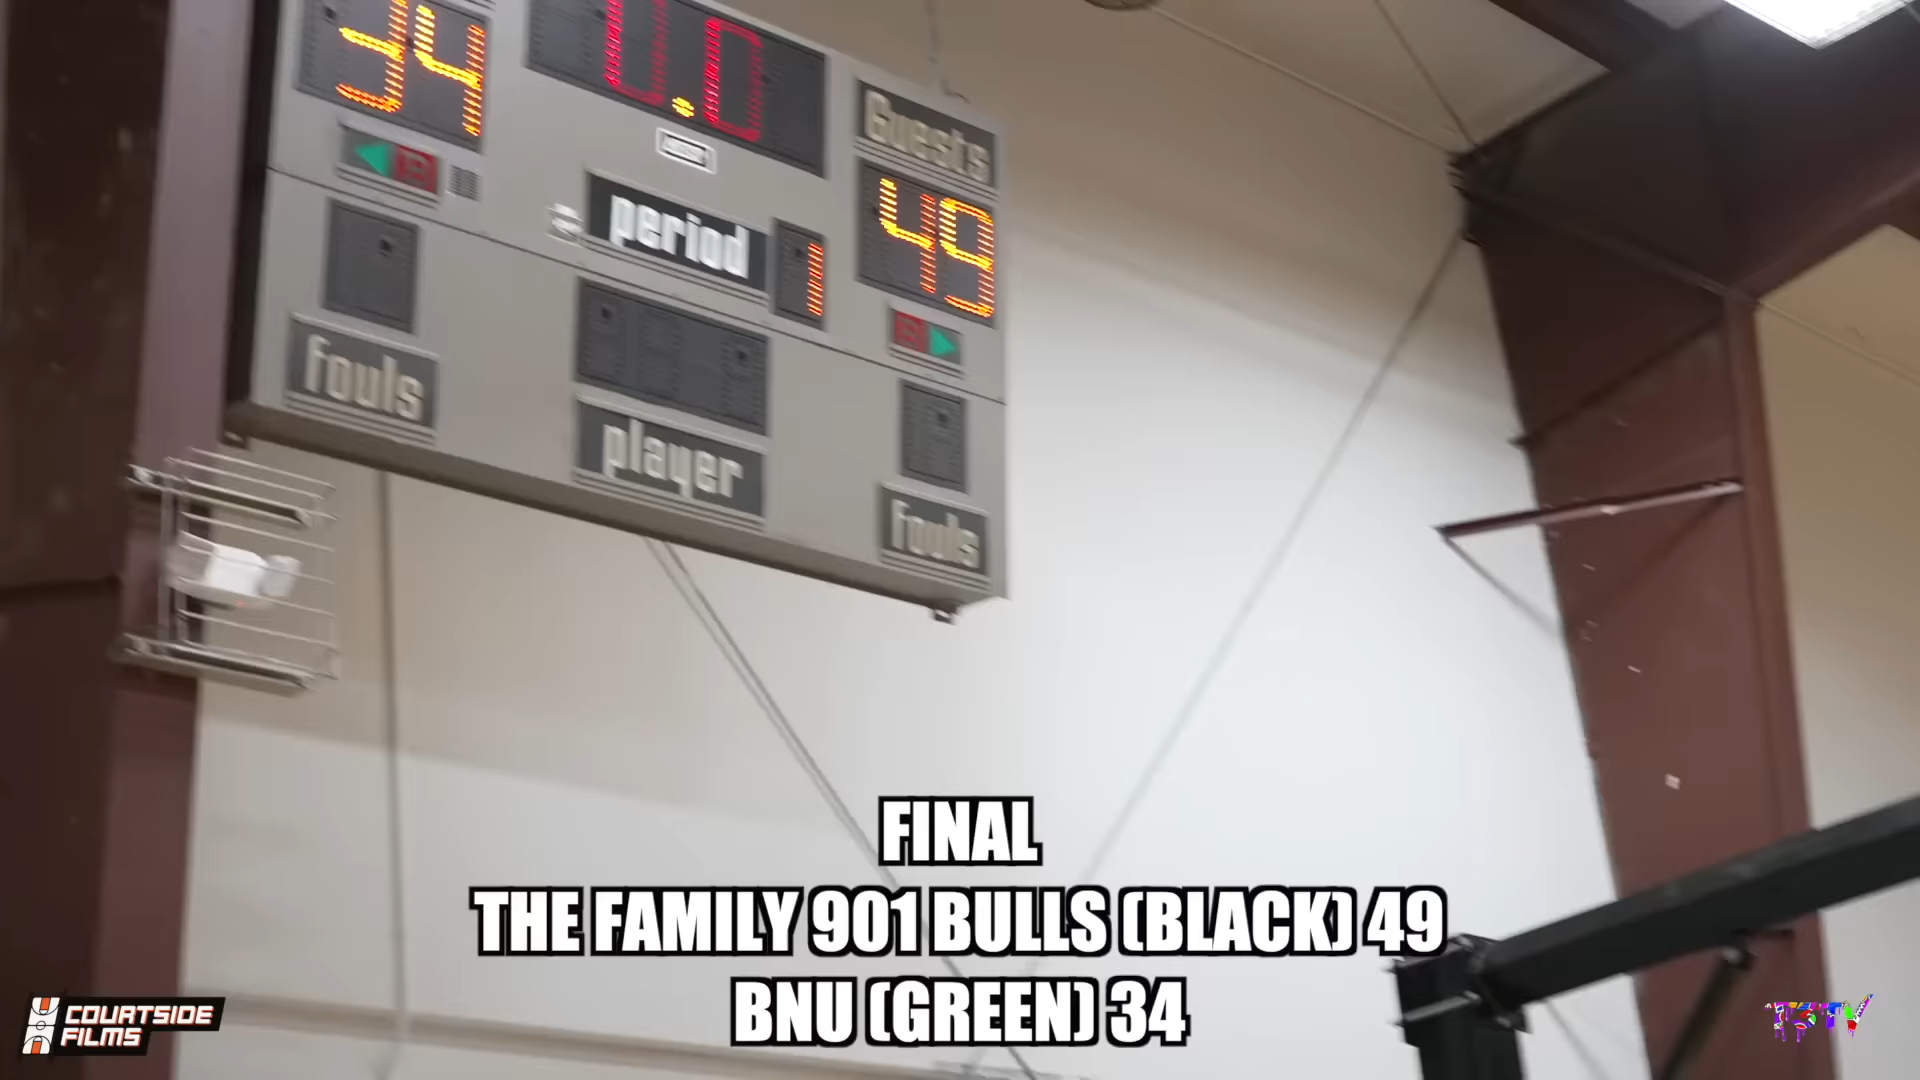 34
0.0
Guests
B
period
1
49
B
fouls
player
fouls
FINAL
THE FAMILY 901 BULLS (BLACK) 49
BNU (GREEN) 34
COURTSIDE
FILMS